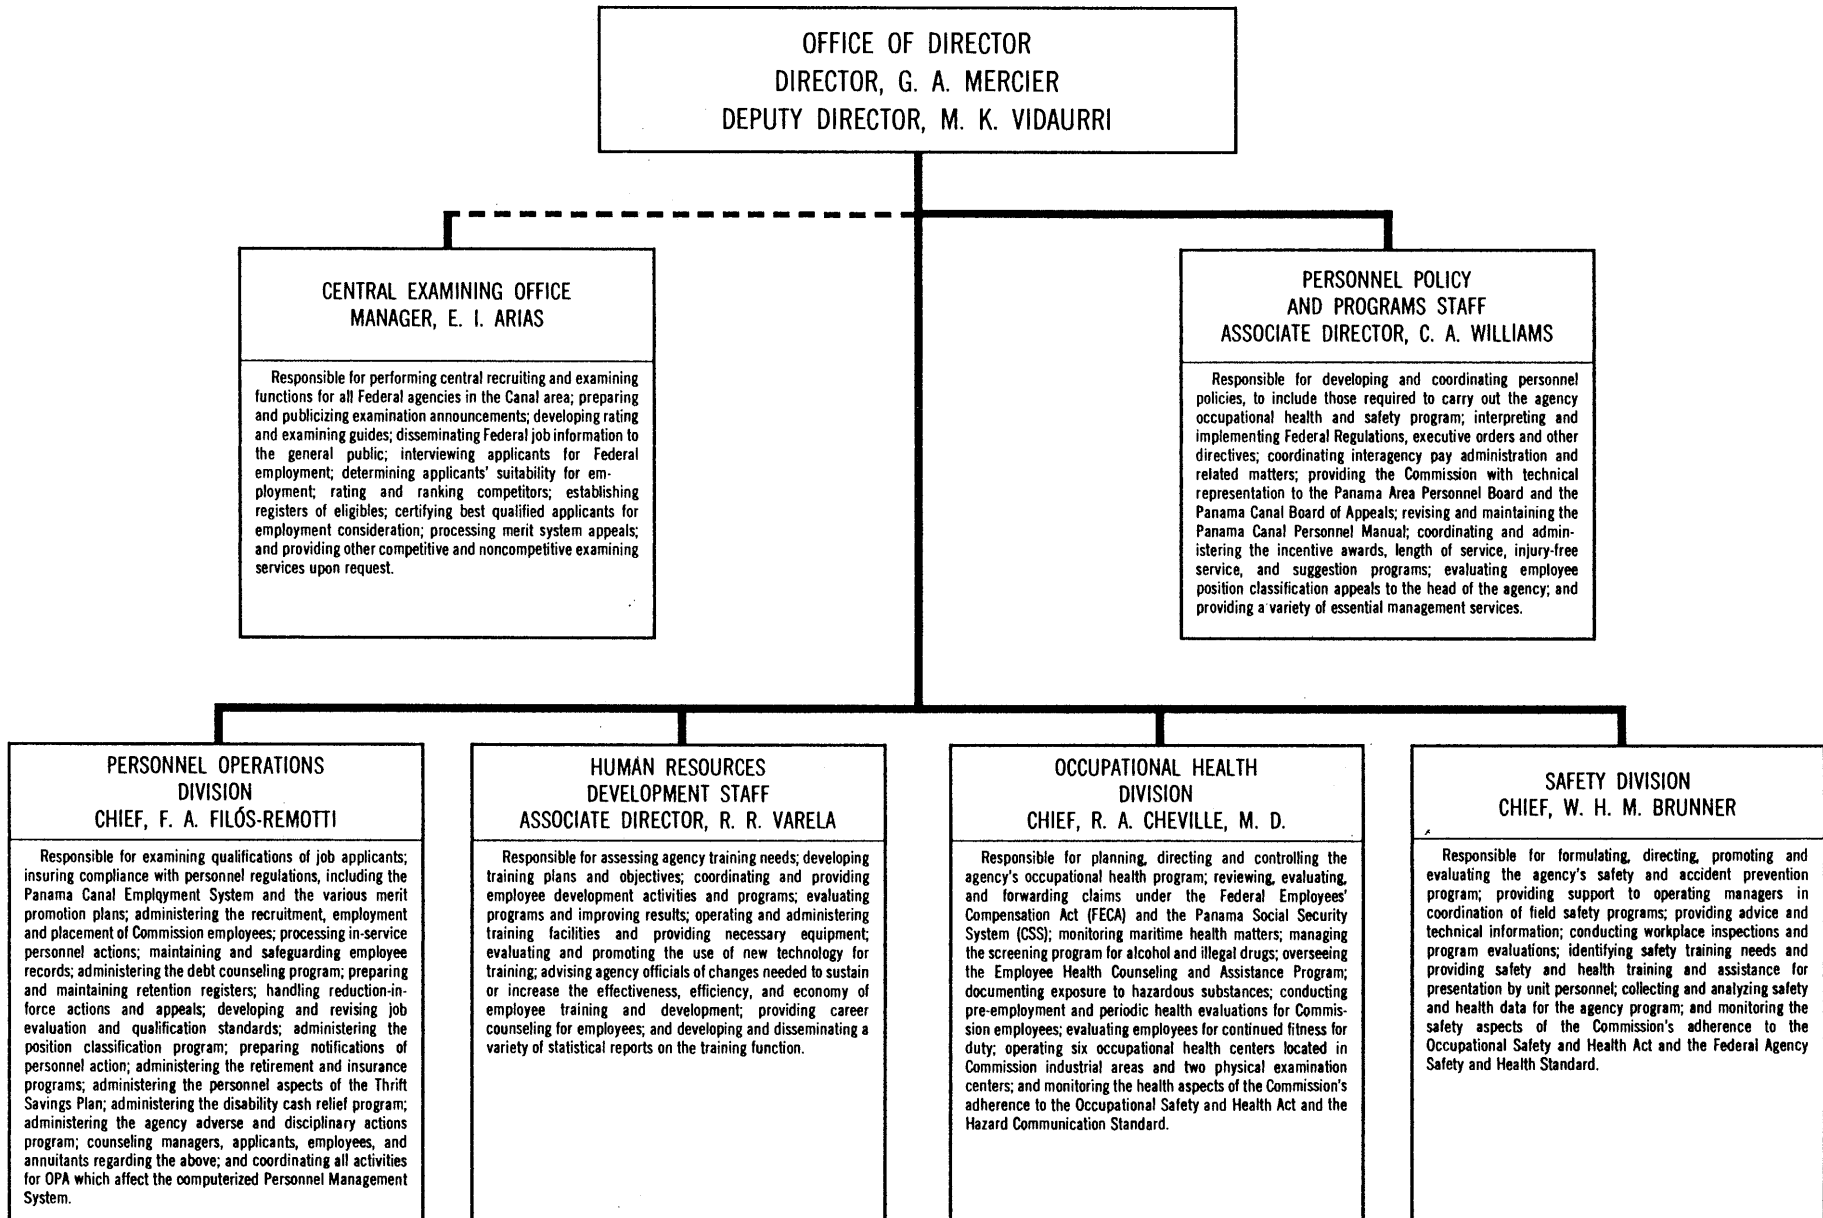 OFFICE OF DIRECTOR
DIRECTOR, G. A. MERCIER
DEPUTY DIRECTOR, M. K. VIDAURRI
CENTRAL EXAMINING OFFICE
MANAGER, E. I. ARIAS
Responsible for performing central recruiting and examining
functions for all Federal agencies in the Canal area; preparing
and publicizing examination announcements; developing rating
and examining guides; disseminating Federal job information to
the general public; interviewing applicants for Federal
employment; determining applicants' suitability for em-
ployment; rating and ranking competitors; establishing
registers of eligibles; certifying best qualified applicants for
employment consideration; processing merit system appeals;
and providing other competitive and noncompetitive examining
services upon request.
PERSONNEL POLICY
AND PROGRAMS STAFF
ASSOCIATE DIRECTOR, C. A. WILLIAMS
Responsible for developing and coordinating personnel
policies, to include those required to carry out the agency
occupational health and safety program; interpreting and
implementing Federal Regulations, executive orders and other
directives; coordinating interagency pay administration and
related matters; providing the Commission with technical
representation to the Panama Area Personnel Board and the
Panama Canal Board of Appeals; revising and maintaining the
Panama Canal Personnel Manual; coordinating and admin-
istering the incentive awards, length of service, injury-free
service, and suggestion programs; evaluating employee
position classification appeals to the head of the agency; and
providing a variety of essential management services.
PERSONNEL OPERATIONS
DIVISION
CHIEF, F. A. FILÓS-REMOTTI
Responsible for examining qualifications of job applicants;
insuring compliance with personnel regulations, including the
Panama Canal Employment System and the various merit
promotion plans; administering the recruitment, employment
and placement of Commission employees; processing in-service
personnel actions; maintaining and safeguarding employee
records; administering the debt counseling program; preparing
and maintaining retention registers; handling reduction-in-
force actions and appeals; developing and revising job
evaluation and qualification standards; administering the
position classification program; preparing notifications of
personnel action; administering the retirement and insurance
programs; administering the personnel aspects of the Thrift
Savings Plan; administering the disability cash relief program;
administering the agency adverse and disciplinary actions
program; counseling managers, applicants, employees, and
annuitants regarding the above; and coordinating all activities
for OPA which affect the computerized Personnel Management
System.
HUMAN RESOURCES
DEVELOPMENT STAFF
ASSOCIATE DIRECTOR, R. R. VARELA
Responsible for assessing agency training needs; developing
training plans and objectives; coordinating and providing
employee development activities and programs; evaluating
programs and improving results; operating and administering
training facilities and providing necessary equipment;
evaluating and promoting the use of new technology for
training; advising agency officials of changes needed to sustain
or increase the effectiveness, efficiency, and economy of
employee training and development; providing career
counseling for employees; and developing and disseminating a
variety of statistical reports on the training function.
OCCUPATIONAL HEALTH
DIVISION
CHIEF, R. A. CHEVILLE, M. D.
Responsible for planning, directing and controlling the
agency's occupational health program; reviewing, evaluating,
and forwarding claims under the Federal Employees'
Compensation Act (FECA) and the Panama Social Security
System (CSS); monitoring maritime health matters; managing
the screening program for alcohol and illegal drugs; overseeing
the Employee Health Counseling and Assistance Program;
documenting exposure to hazardous substances; conducting
pre-employment and periodic health evaluations for Commis-
sion employees; evaluating employees for continued fitness for
duty; operating six occupational health centers located in
Commission industrial areas and two physical examination
centers; and monitoring the health aspects of the Commission's
adherence to the Occupational Safety and Health Act and the
Hazard Communication Standard.
SAFETY DIVISION
CHIEF, W. H. M. BRUNNER
Responsible for formulating, directing, promoting and
evaluating the agency's safety and accident prevention
program; providing support to operating managers in
coordination of field safety programs; providing advice and
technical information; conducting workplace inspections and
program evaluations; identifying safety training needs and
providing safety and health training and assistance for
presentation by unit personnel; collecting and analyzing safety
and health data for the agency program; and monitoring the
safety aspects of the Commission's adherence to the
Occupational Safety and Health Act and the Federal Agency
Safety and Health Standard.